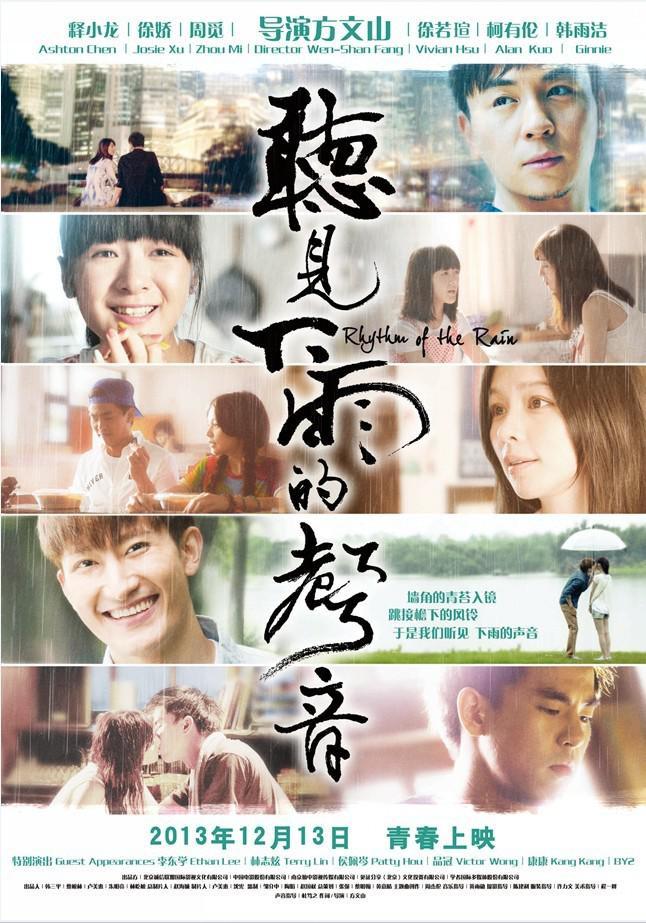 释小龙 | 徐娇 | 周觅 | 导演方文山 | 徐若瑄 | 柯有伦 | 韩雨洁
Ashton Chen | Josie Xu | Zhou Mi | Director Wen-Shan Fang | Vivian Hsu | Alan Kuo | Ginnie
聽見下雨的聲音
Rhythm of the Rain
墙角的青苔入镜
跳接檐下的风铃
于是我们听见 下雨的声音
2013年12月13日 青春上映
特别演出 Guest Appearances 李东学 Ethan Lee | 林志炫 Terry Lin | 侯佩岑 Patty Hou | 品冠 Victor Wong | 康康 Kang Kang | BY2